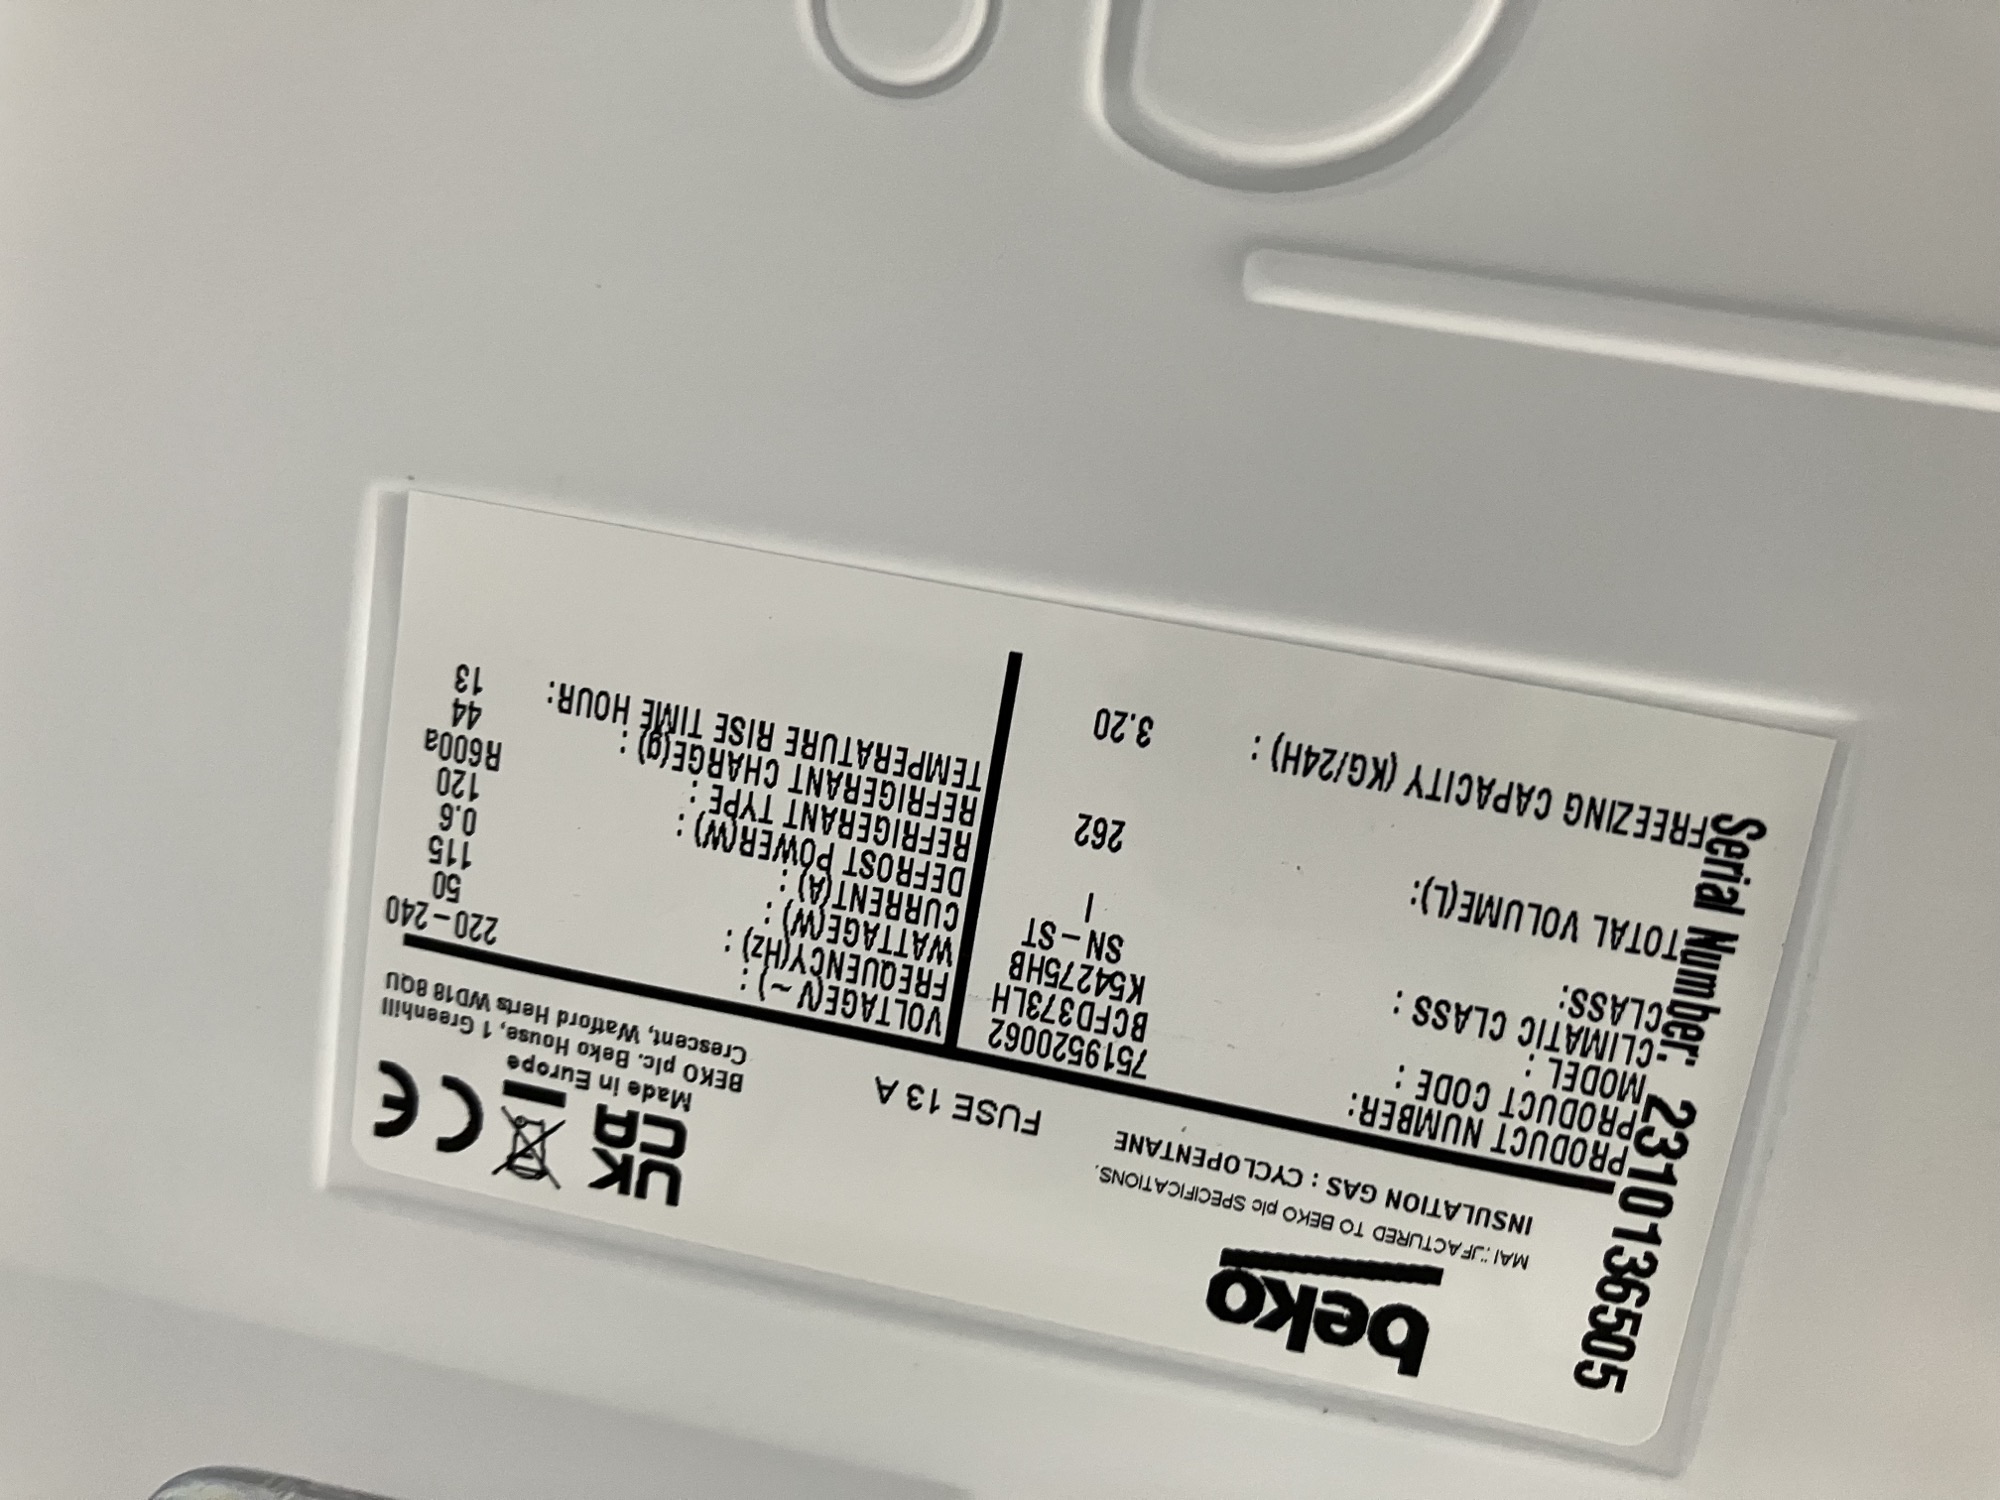 beko
MANUFACTURED TO BEKO plc SPECIFICATIONS.
INSULATION GAS : CYCLOPENTANE
FUSE 13 A
UK
CA
CE
Made in Europe
BEKO plc. Beko House, 1 Greenhill
Crescent, Watford Herts WD18 8QU
PRODUCT NUMBER: 7519520062
PRODUCT CODE : BCFD373LH
MODEL : K54275HB
CLIMATIC CLASS : SN-ST
CLASS: I
TOTAL VOLUME(L): 262
FREEZING CAPACITY (KG/24H) : 3.20
VOLTAGE(V~) : 220-240
FREQUENCY(Hz) : 50
WATTAGE(W) : 115
CURRENT(A) : 0.6
DEFROST POWER(W) : 120
REFRIGERANT TYPE : R600a
REFRIGERANT CHARGE(g) : 44
TEMPERATURE RISE TIME HOUR: 13
Serial Number: 2310136505